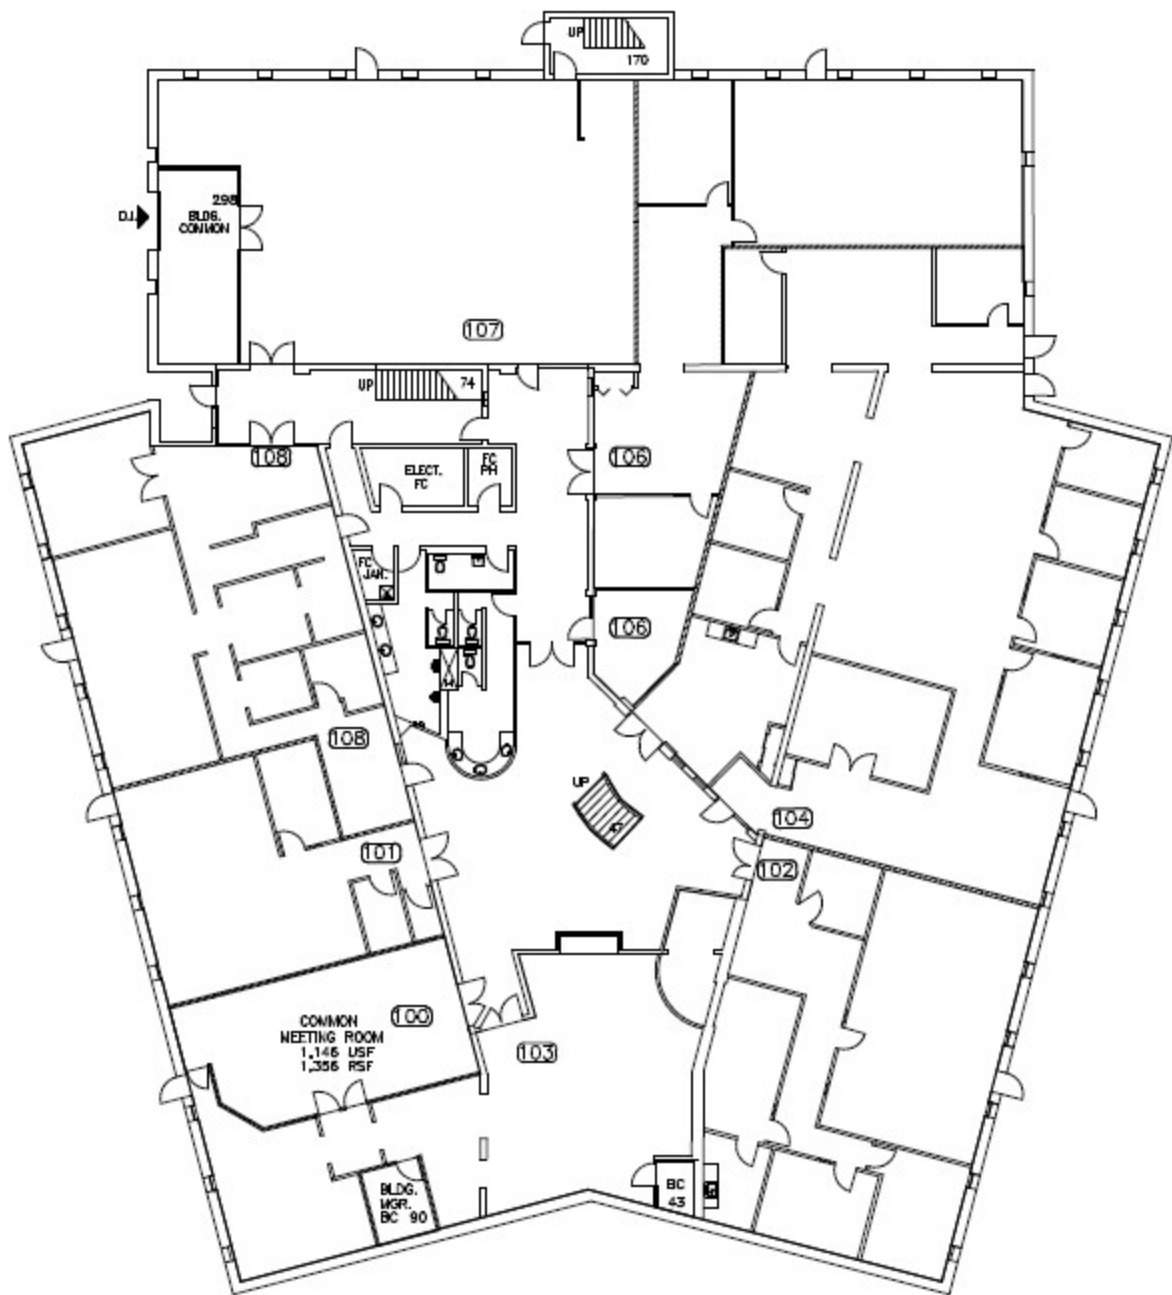 UP
170
298
D.I.
BLDG.
COMMON
107
UP
74
108
ELECT.
FC
FC
PH
106
FC
JAN.
106
108
UP
47
104
101
102
100
COMMON
MEETING ROOM
1,146 USF
1,356 RSF
103
BLDG.
MGR.
BC 90
BC
43